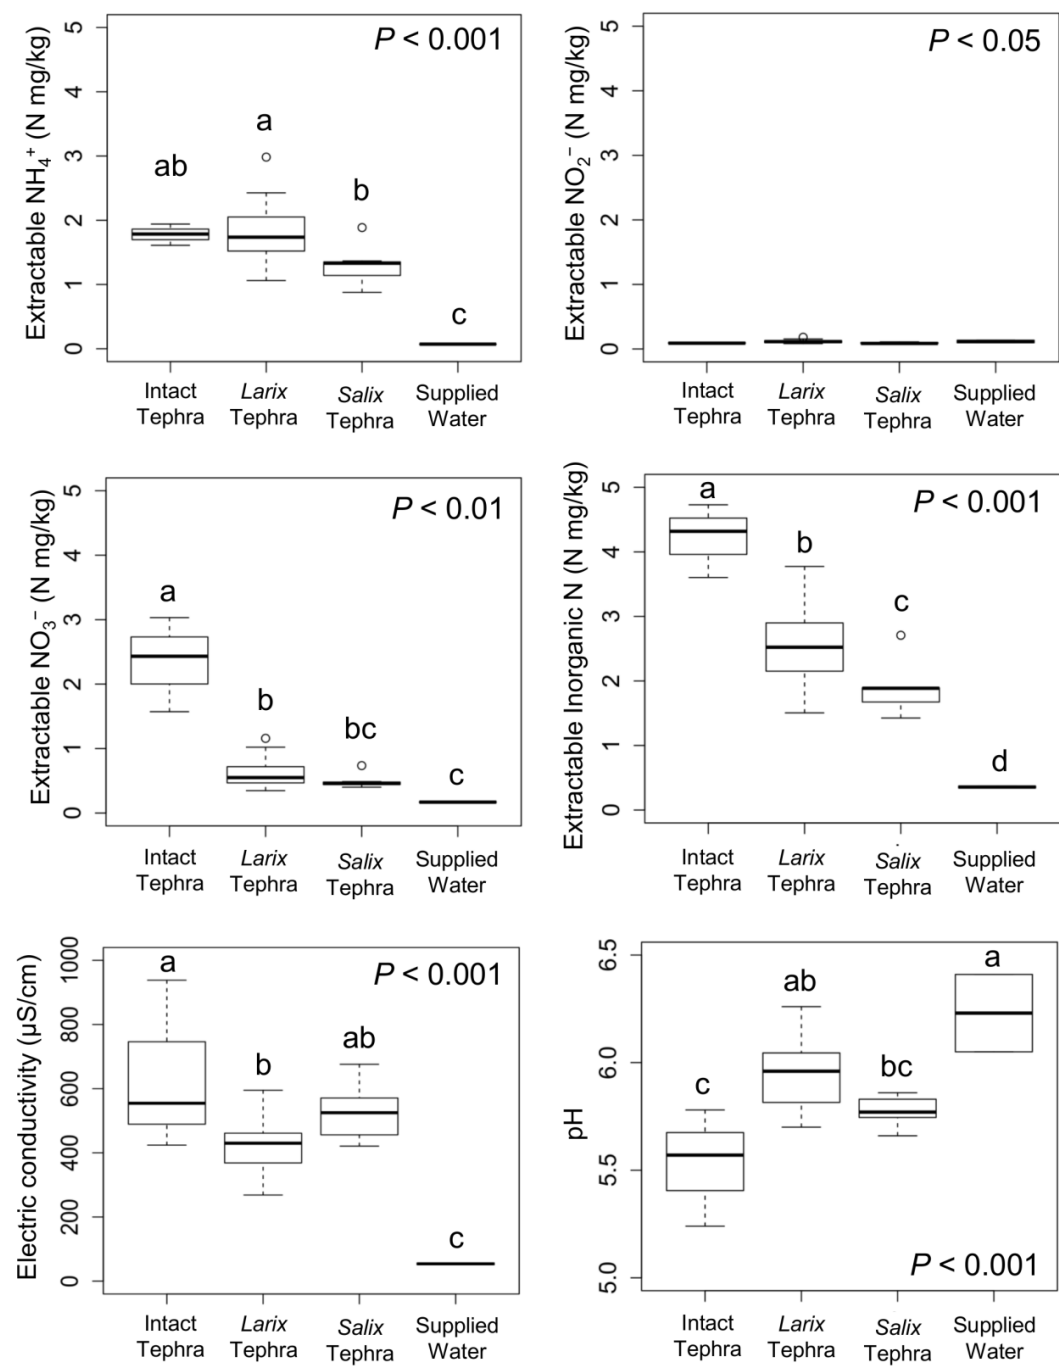 Extractable NH₄⁺ (N mg/kg)
5
4
3
2
1
0
P < 0.001
ab
a
b
c
Intact
Tephra
Larix
Tephra
Salix
Tephra
Supplied
Water
Extractable NO₂⁻ (N mg/kg)
5
4
3
2
1
0
P < 0.05
Intact
Tephra
Larix
Tephra
Salix
Tephra
Supplied
Water
Extractable NO₃⁻ (N mg/kg)
5
4
3
2
1
0
P < 0.01
a
b
bc
c
Intact
Tephra
Larix
Tephra
Salix
Tephra
Supplied
Water
Extractable Inorganic N (N mg/kg)
5
4
3
2
1
0
P < 0.001
a
b
c
d
Intact
Tephra
Larix
Tephra
Salix
Tephra
Supplied
Water
Electric conductivity (µS/cm)
1000
800
600
400
200
0
P < 0.001
a
b
ab
c
Intact
Tephra
Larix
Tephra
Salix
Tephra
Supplied
Water
pH
6.5
6.0
5.5
5.0
c
ab
bc
a
P < 0.001
Intact
Tephra
Larix
Tephra
Salix
Tephra
Supplied
Water